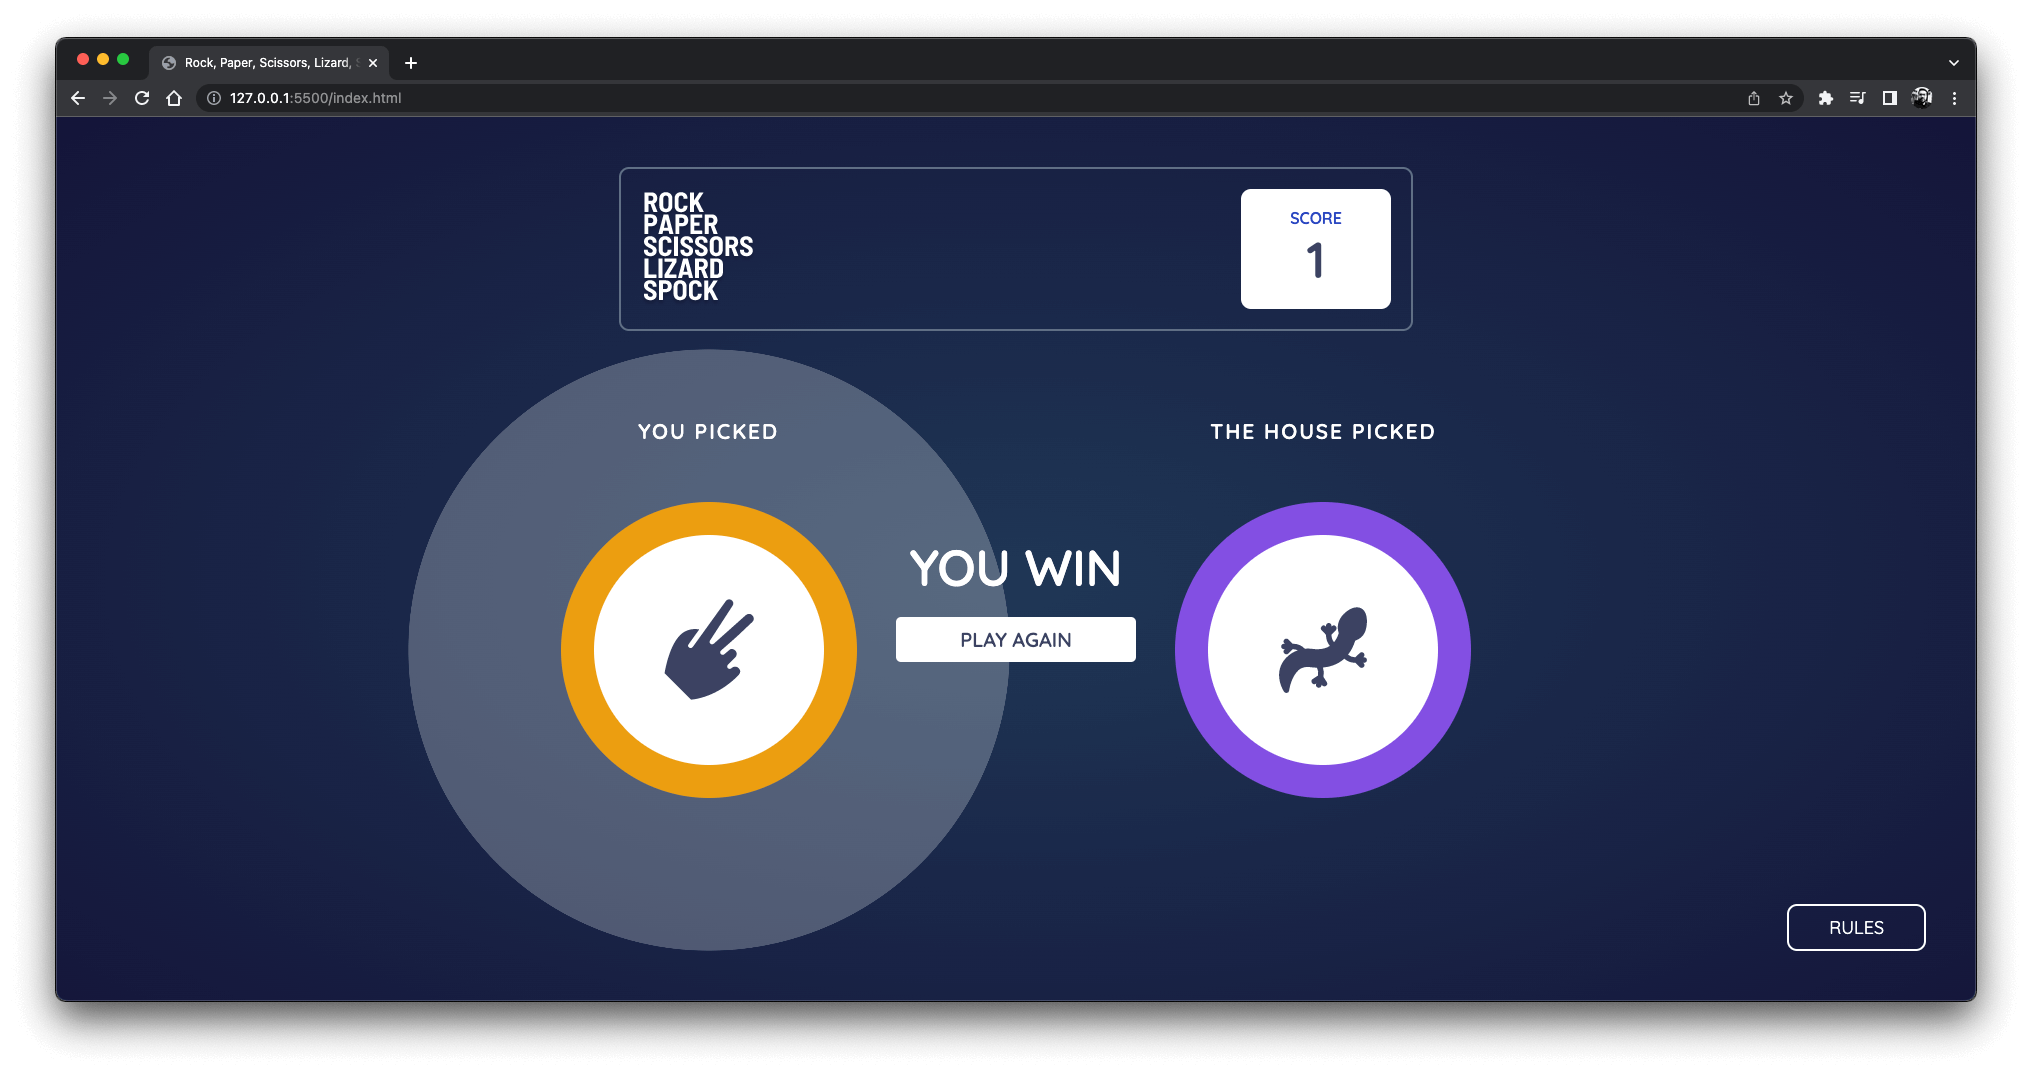 Rock, Paper, Scissors, Lizard,
127.0.0.1:5500/index.html
ROCK
PAPER
SCISSORS
LIZARD
SPOCK
SCORE
1
YOU PICKED
THE HOUSE PICKED
YOU WIN
PLAY AGAIN
RULES